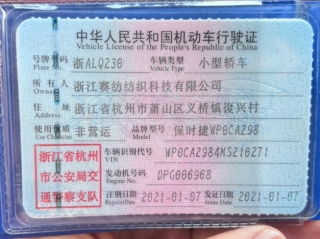 中华人民共和国机动车行驶证
Vehicle License of the People's Republic of China
号牌号码 浙ALQ230 车辆类型 小型轿车
Plate No. Vehicle Type
所有人 浙江赛纺纺织科技有限公司
Owner
住址 浙江省杭州市萧山区义桥镇复兴村
Address
使用性质 非营运 品牌型号 保时捷WP0CA298
Use Character Model
浙江省杭州
市公安局交
通警察支队
车辆识别代号 WP0CA2984MS210271
VIN
发动机号码 DPG006968
Engine No.
注册日期 2021-01-07 发证日期 2021-01-07
Register Date Issue Date